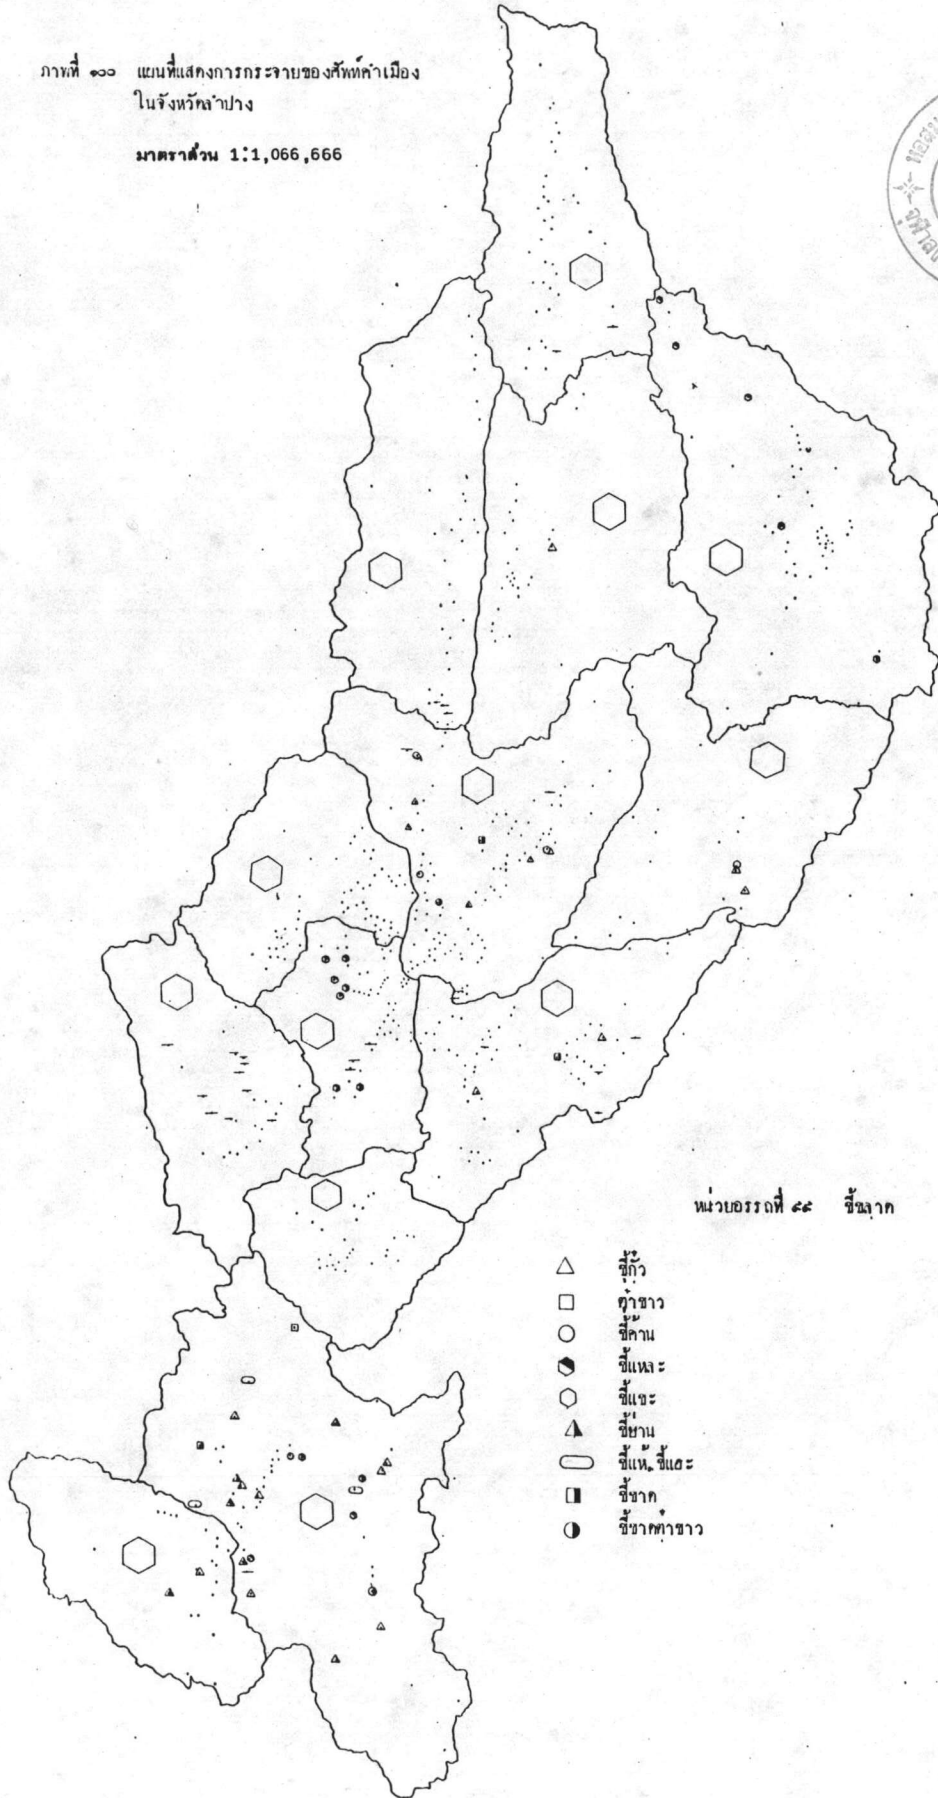 ภาพที่ ๑๐๐ แผนที่แสดงการกระจายของศัพท์คำเมือง
ในจังหวัดลำปาง
มาตราส่วน 1:1,066,666
หน่วยอรรถที่ ๙๙ ขี้ขลาด
ขี้กั๋ว
ต๋าขาว
ขี้ค้าน
ขี้แหละ
ขี้แขะ
ขี้ย่าน
ขี้แห้, ขี้แฮะ
ขี้ขาด
ขี้ขาดต๋าขาว